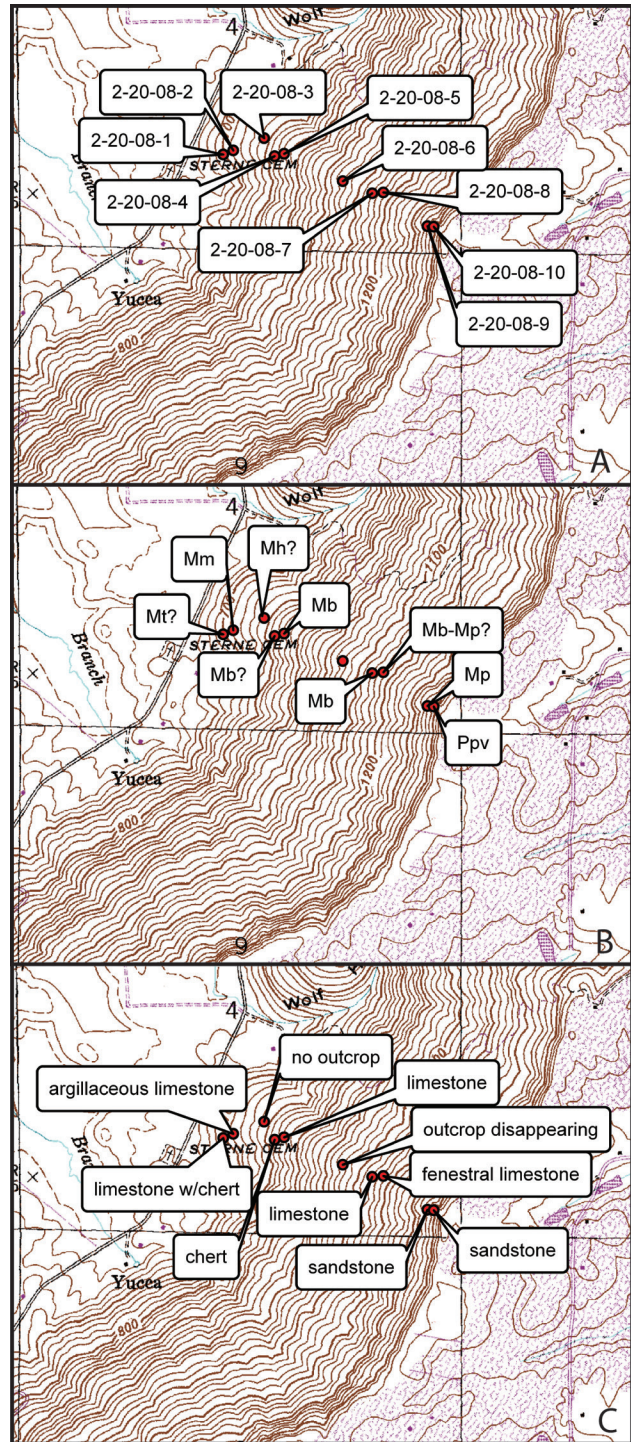 4
Wolf
2-20-08-2
2-20-08-3
2-20-08-5
2-20-08-1
2-20-08-6
STERNE CEM
Branch
2-20-08-4
2-20-08-8
2-20-08-7
2-20-08-10
Yucca
1200
2-20-08-9
800
9
A
Wolf
Mh?
Mm
1100
Mt?
Mb
Mb-Mp?
STERNE CEM
Branch
Mb?
Mp
Mb
Ppv
Yucca
1200
800
9
B
4
Wolf
no outcrop
argillaceous limestone
limestone
outcrop disappearing
STERNE CEM
limestone w/chert
fenestral limestone
limestone
chert
sandstone
sandstone
Yucca
1200
800
9
C